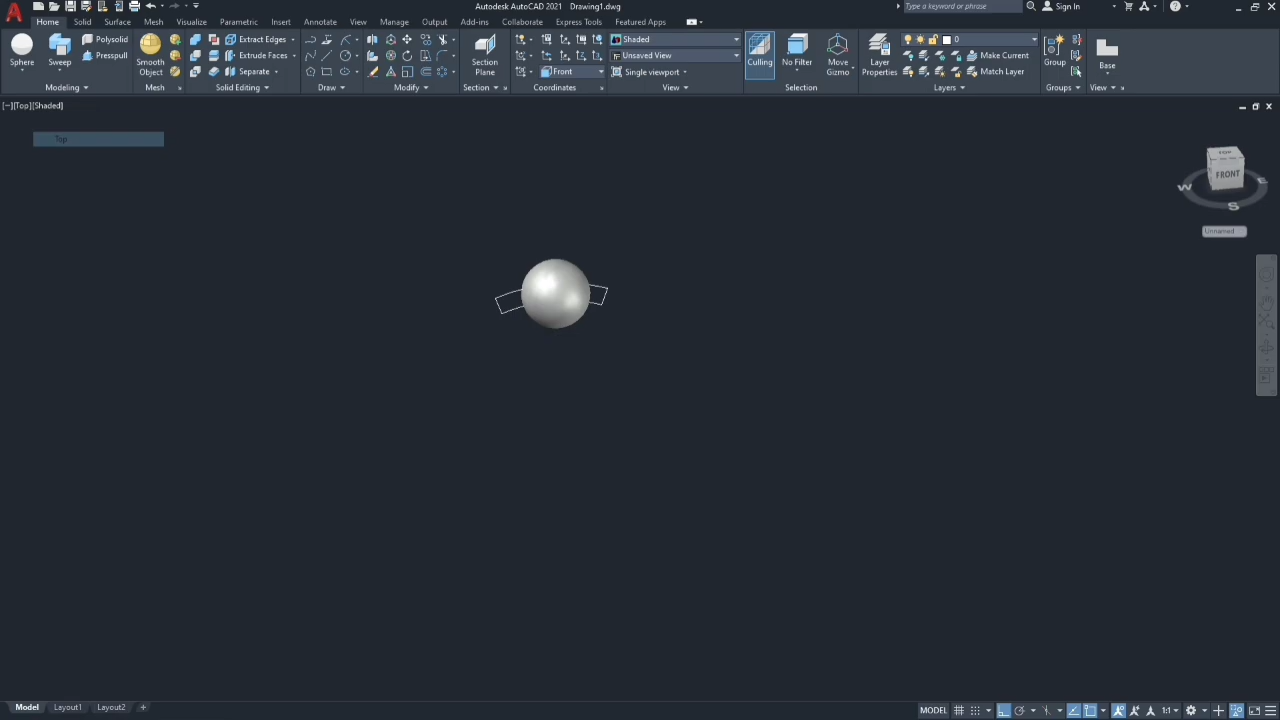 Autodesk AutoCAD 2021 Drawing1.dwg
Type a keyword or phrase
Sign In
Home Solid Surface Mesh Visualize Parametric Insert Annotate View Manage Output Add-ins Collaborate Express Tools Featured Apps
Sphere
Sweep
Polysolid
Presspull
Smooth
Object
Extract Edges
Extrude Faces
Separate
Section
Plane
Front
Shaded
Unsaved View
Single viewport
Culling
No Filter
Move
Gizmo
Layer
Properties
0
Make Current
Match Layer
Group
Base
Modeling Mesh Solid Editing Draw Modify Section Coordinates View Selection Layers Groups View
[−][Top][Shaded]
Top
TOP
FRONT
W
E
S
Unnamed
Model Layout1 Layout2 +
MODEL
1:1